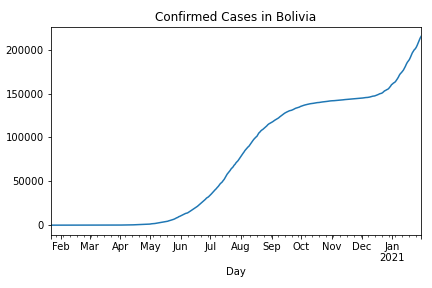 Confirmed Cases in Bolivia
200000
150000
100000
50000
0
Feb Mar Apr May Jun Jul Aug Sep Oct Nov Dec Jan
2021
Day